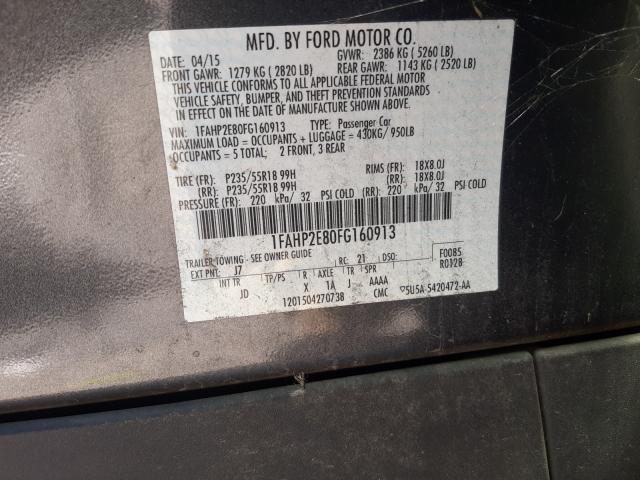 MFD. BY FORD MOTOR CO.
DATE: 04/15 GVWR: 2386 KG ( 5260 LB)
FRONT GAWR: 1279 KG ( 2820 LB) REAR GAWR: 1143 KG ( 2520 LB)
THIS VEHICLE CONFORMS TO ALL APPLICABLE FEDERAL MOTOR
VEHICLE SAFETY, BUMPER, AND THEFT PREVENTION STANDARDS
IN EFFECT ON THE DATE OF MANUFACTURE SHOWN ABOVE.
VIN: 1FAHP2E80FG160913 TYPE: Passenger Car
MAXIMUM LOAD = OCCUPANTS + LUGGAGE = 430KG/ 950LB
OCCUPANTS = 5 TOTAL; 2 FRONT, 3 REAR
TIRE (FR): P235/55R18 99H RIMS (FR): 18X8.0J
(RR): P235/55R18 99H (RR): 18X8.0J
PRESSURE (FR): 220 kPa/ 32 PSI COLD (RR): 220 kPa/ 32 PSI COLD
1FAHP2E80FG160913
TRAILER TOWING - SEE OWNER GUIDE
EXT PNT: J7 RC: 21 DSO: F0085
INT TR TP/PS R AXLE TR SPR R0128
JD X 1A J AAAA
1201504270738 CMC 5U5A-5420472-AA